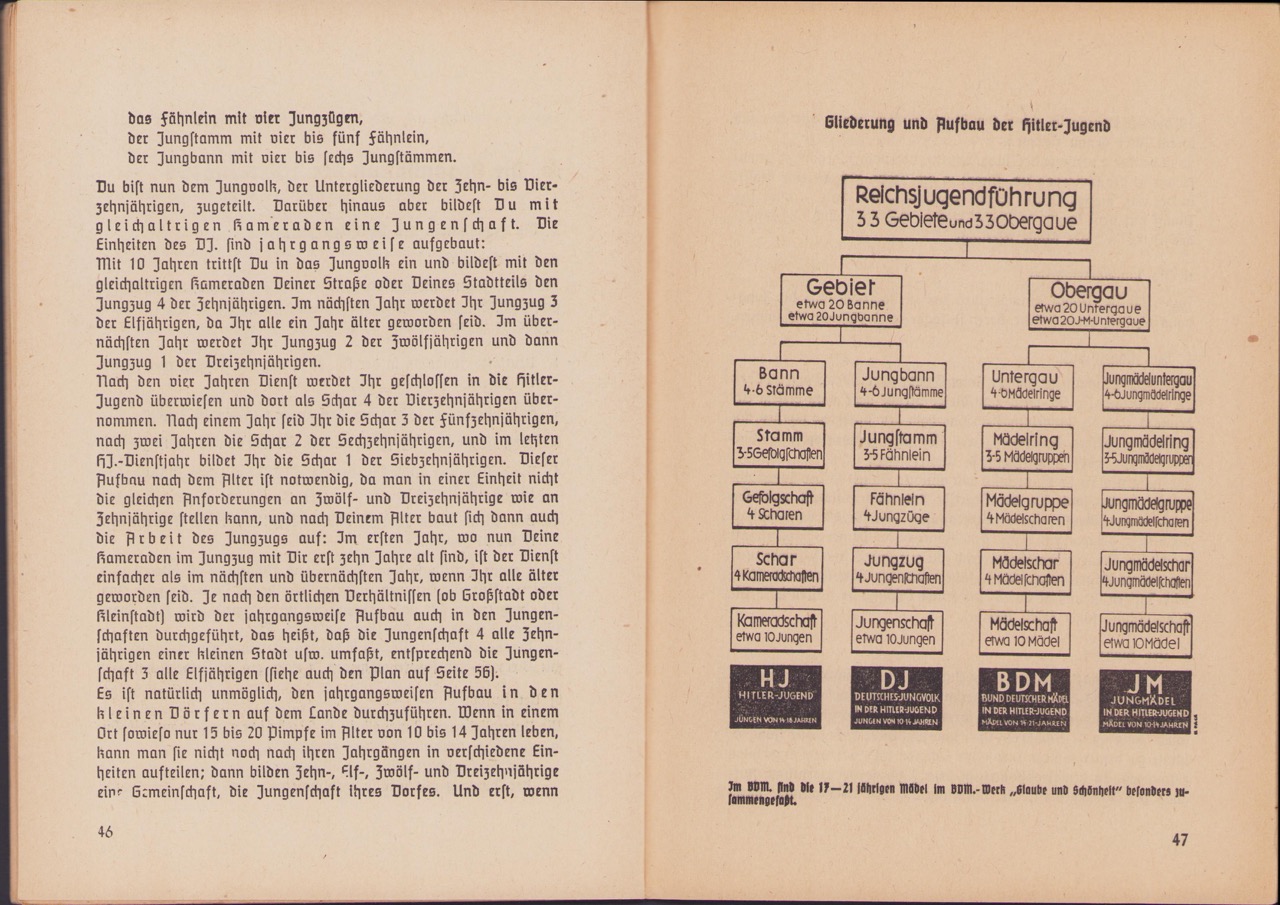 das Fähnlein mit vier Jungzügen,
der Jungstamm mit vier bis fünf Fähnlein,
der Jungbann mit vier bis sechs Jungstämmen.
Du bist nun dem Jungvolk, der Untergliederung der Zehn- bis Vier-
zehnjährigen, zugeteilt. Darüber hinaus aber bildest Du mit
gleichaltrigen Kameraden eine Jungenschaft. Die
Einheiten des DJ. sind jahrgangsweise aufgebaut:
Mit 10 Jahren trittst Du in das Jungvolk ein und bildest mit den
gleichaltrigen Kameraden Deiner Straße oder Deines Stadtteils den
Jungzug 4 der Zehnjährigen. Im nächsten Jahr werdet Ihr Jungzug 3
der Elfjährigen, da Ihr alle ein Jahr älter geworden seid. Im über-
nächsten Jahr werdet Ihr Jungzug 2 der Zwölfjährigen und dann
Jungzug 1 der Dreizehnjährigen.
Nach den vier Jahren Dienst werdet Ihr geschlossen in die Hitler-
Jugend überwiesen und dort als Schar 4 der Vierzehnjährigen über-
nommen. Nach einem Jahr seid Ihr die Schar 3 der Fünfzehnjährigen,
nach zwei Jahren die Schar 2 der Sechzehnjährigen, und im letzten
HJ.-Dienstjahr bildet Ihr die Schar 1 der Siebzehnjährigen. Dieser
Aufbau nach dem Alter ist notwendig, da man in einer Einheit nicht
die gleichen Anforderungen an Zwölf- und Dreizehnjährige wie an
Zehnjährige stellen kann, und nach Deinem Alter baut sich dann auch
die Arbeit des Jungzugs auf: Im ersten Jahr, wo nun Deine
Kameraden im Jungzug mit Dir erst zehn Jahre alt sind, ist der Dienst
einfacher als im nächsten und übernächsten Jahr, wenn Ihr alle älter
geworden seid. Je nach den örtlichen Verhältnissen (ob Großstadt oder
Kleinstadt) wird der jahrgangsweise Aufbau auch in den Jungen-
schaften durchgeführt, das heißt, daß die Jungenschaft 4 alle Zehn-
jährigen einer kleinen Stadt usw. umfaßt, entsprechend die Jungen-
schaft 3 alle Elfjährigen (siehe auch den Plan auf Seite 56).
Es ist natürlich unmöglich, den jahrgangsweisen Aufbau in den
kleinen Dörfern auf dem Lande durchzuführen. Wenn in einem
Ort sowieso nur 15 bis 20 Pimpfe im Alter von 10 bis 14 Jahren leben,
kann man sie nicht noch nach ihren Jahrgängen in verschiedene Ein-
heiten aufteilen; dann bilden Zehn-, Elf-, Zwölf- und Dreizehnjährige
eine Gemeinschaft, die Jungenschaft ihres Dorfes. Und erst, wenn
46
Gliederung und Aufbau der Hitler-Jugend
Reichsjugendführung
33 Gebiete und 33 Obergaue
Gebiet
etwa 20 Banne
etwa 20 Jungbanne
Obergau
etwa 20 Untergaue
etwa 20 J-M-Untergaue
Bann
4-6 Stämme
Jungbann
4-6 Jungstämme
Untergau
4-6 Mädelringe
Jungmädeluntergau
4-6 Jungmädelringe
Stamm
3-5 Gefolgschaften
Jungstamm
3-5 Fähnlein
Mädelring
3-5 Mädelgruppen
Jungmädelring
3-5 Jungmädelgruppen
Gefolgschaft
4 Scharen
Fähnlein
4 Jungzüge
Mädelgruppe
4 Mädelscharen
Jungmädelgruppe
4 Jungmädelscharen
Schar
4 Kameradschaften
Jungzug
4 Jungenschaften
Mädelschar
4 Mädelschaften
Jungmädelschar
4 Jungmädelschaften
Kameradschaft
etwa 10 Jungen
Jungenschaft
etwa 10 Jungen
Mädelschaft
etwa 10 Mädel
Jungmädelschaft
etwa 10 Mädel
HJ
HITLER-JUGEND
JUNGEN VON 14-18 JAHREN
DJ
DEUTSCHES JUNGVOLK
IN DER HITLER-JUGEND
JUNGEN VON 10-14 JAHREN
BDM
BUND DEUTSCHER MÄDEL
IN DER HITLER-JUGEND
MÄDEL VON 14-21 JAHREN
JM
JUNGMÄDEL
IN DER HITLER-JUGEND
MÄDEL VON 10-14 JAHREN
Im BDM. sind die 17—21 jährigen Mädel im BDM.-Werk „Glaube und Schönheit" besonders zu-
sammengefaßt.
47